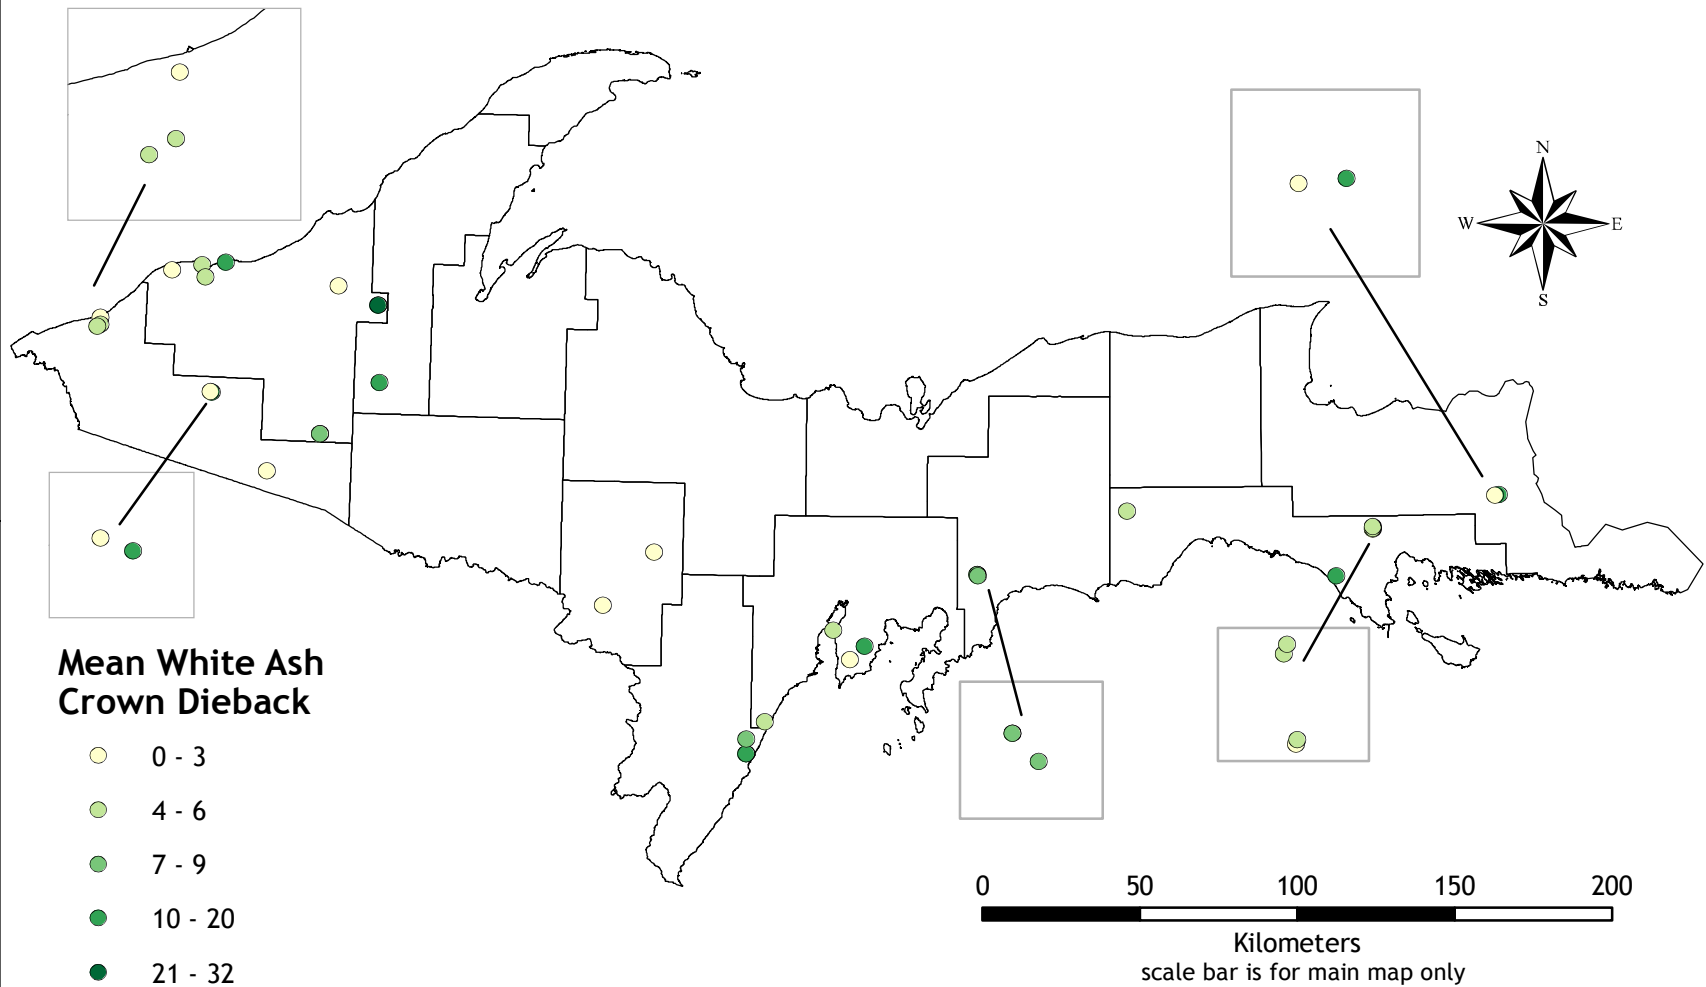 N
W E
S
Mean White Ash
Crown Dieback
0 - 3
4 - 6
7 - 9
10 - 20
21 - 32
0 50 100 150 200
Kilometers
scale bar is for main map only